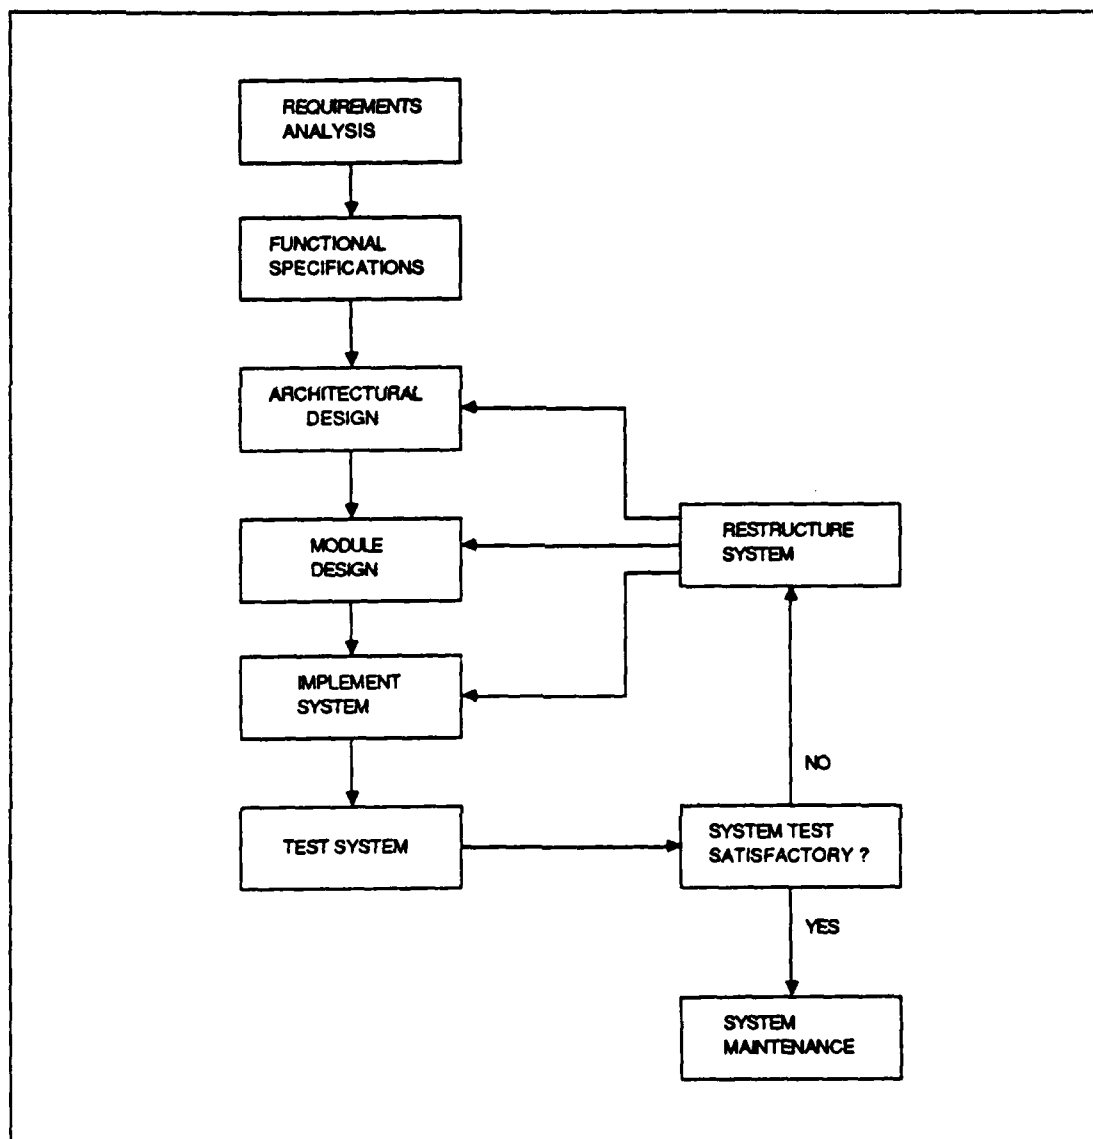 REQUIREMENTS
ANALYSIS
FUNCTIONAL
SPECIFICATIONS
ARCHITECTURAL
DESIGN
MODULE
DESIGN
RESTRUCTURE
SYSTEM
IMPLEMENT
SYSTEM
NO
TEST SYSTEM
SYSTEM TEST
SATISFACTORY ?
YES
SYSTEM
MAINTENANCE